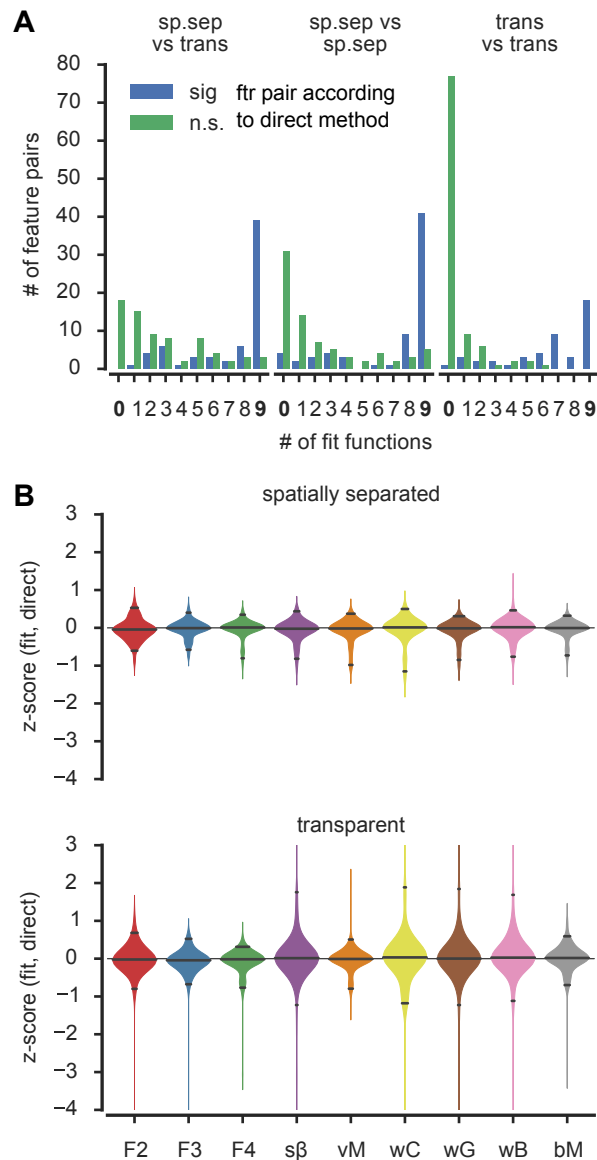 A
sp.sep vs trans
sp.sep vs sp.sep
trans vs trans
# of feature pairs
80
70
60
50
40
30
20
10
0
sig
n.s.
ftr pair according
to direct method
0 1 2 3 4 5 6 7 8 9
0 1 2 3 4 5 6 7 8 9
0 1 2 3 4 5 6 7 8 9
# of fit functions
B
spatially separated
z-score (fit, direct)
3
2
1
0
−1
−2
−3
−4
transparent
z-score (fit, direct)
3
2
1
0
−1
−2
−3
−4
F2 F3 F4 sβ vM wC wG wB bM